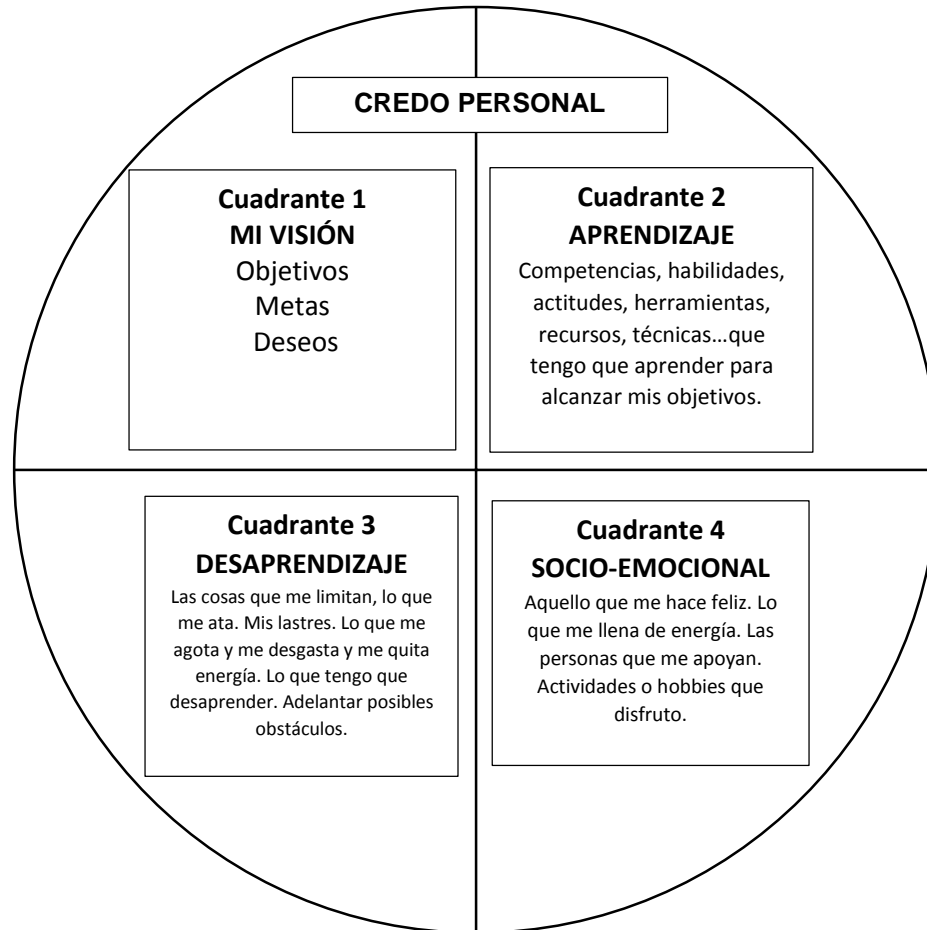 CREDO PERSONAL
Cuadrante 1
MI VISIÓN
Objetivos
Metas
Deseos
Cuadrante 2
APRENDIZAJE
Competencias, habilidades,
actitudes, herramientas,
recursos, técnicas...que
tengo que aprender para
alcanzar mis objetivos.
Cuadrante 3
DESAPRENDIZAJE
Las cosas que me limitan, lo que
me ata. Mis lastres. Lo que me
agota y me desgasta y me quita
energía. Lo que tengo que
desaprender. Adelantar posibles
obstáculos.
Cuadrante 4
SOCIO-EMOCIONAL
Aquello que me hace feliz. Lo
que me llena de energía. Las
personas que me apoyan.
Actividades o hobbies que
disfruto.